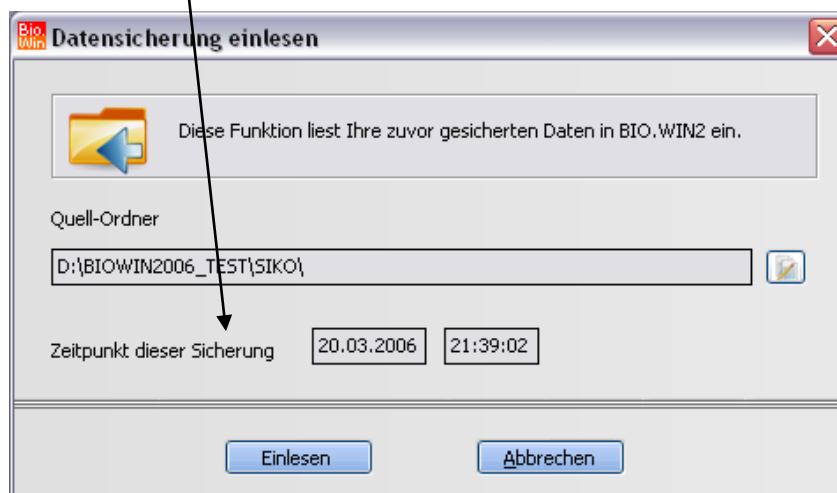 Bio.
Win
Datensicherung einlesen
Diese Funktion liest Ihre zuvor gesicherten Daten in BIO.WIN2 ein.
Quell-Ordner
D:\BIOWIN2006_TEST\SIKO\
Zeitpunkt dieser Sicherung 20.03.2006 21:39:02
Einlesen Abbrechen